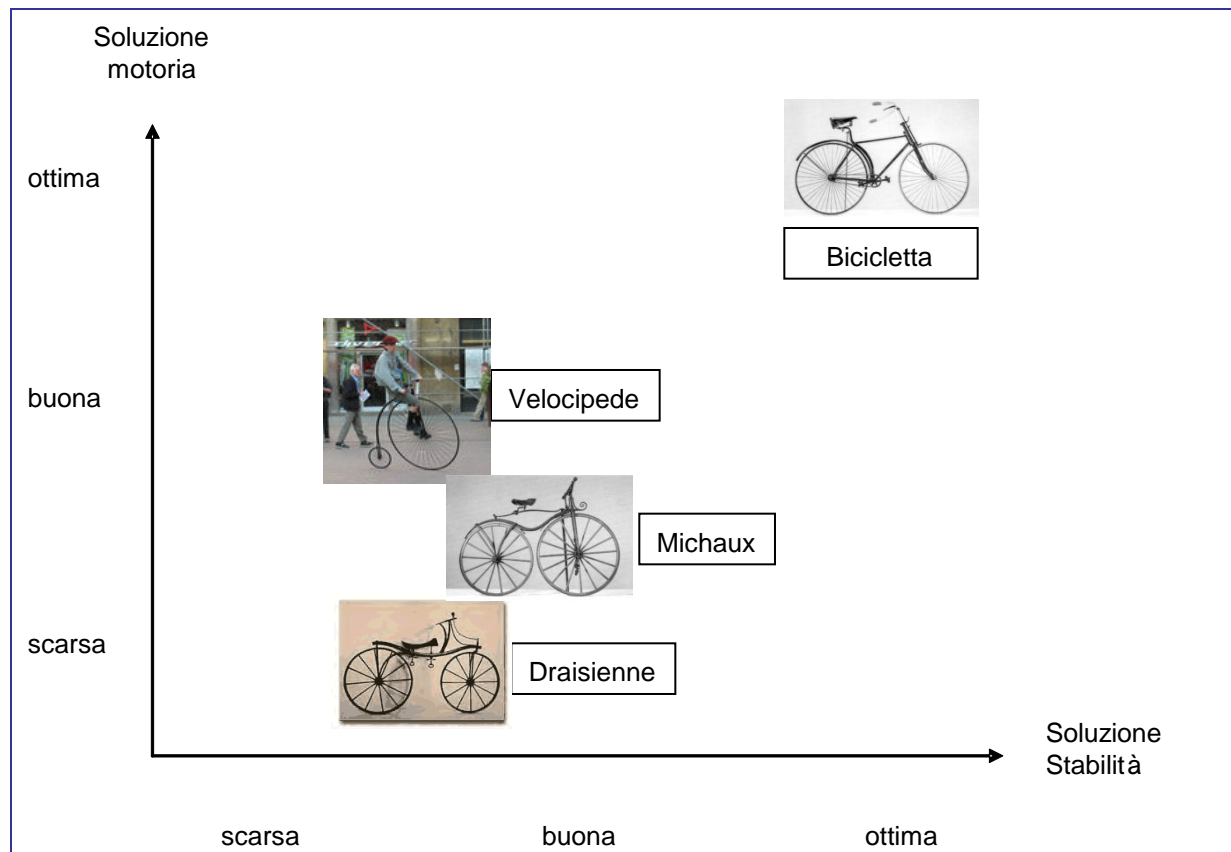 Soluzione
motoria
ottima
Bicicletta
buona
Velocipede
Michaux
scarsa
Draisienne
Soluzione
Stabilità
scarsa buona ottima